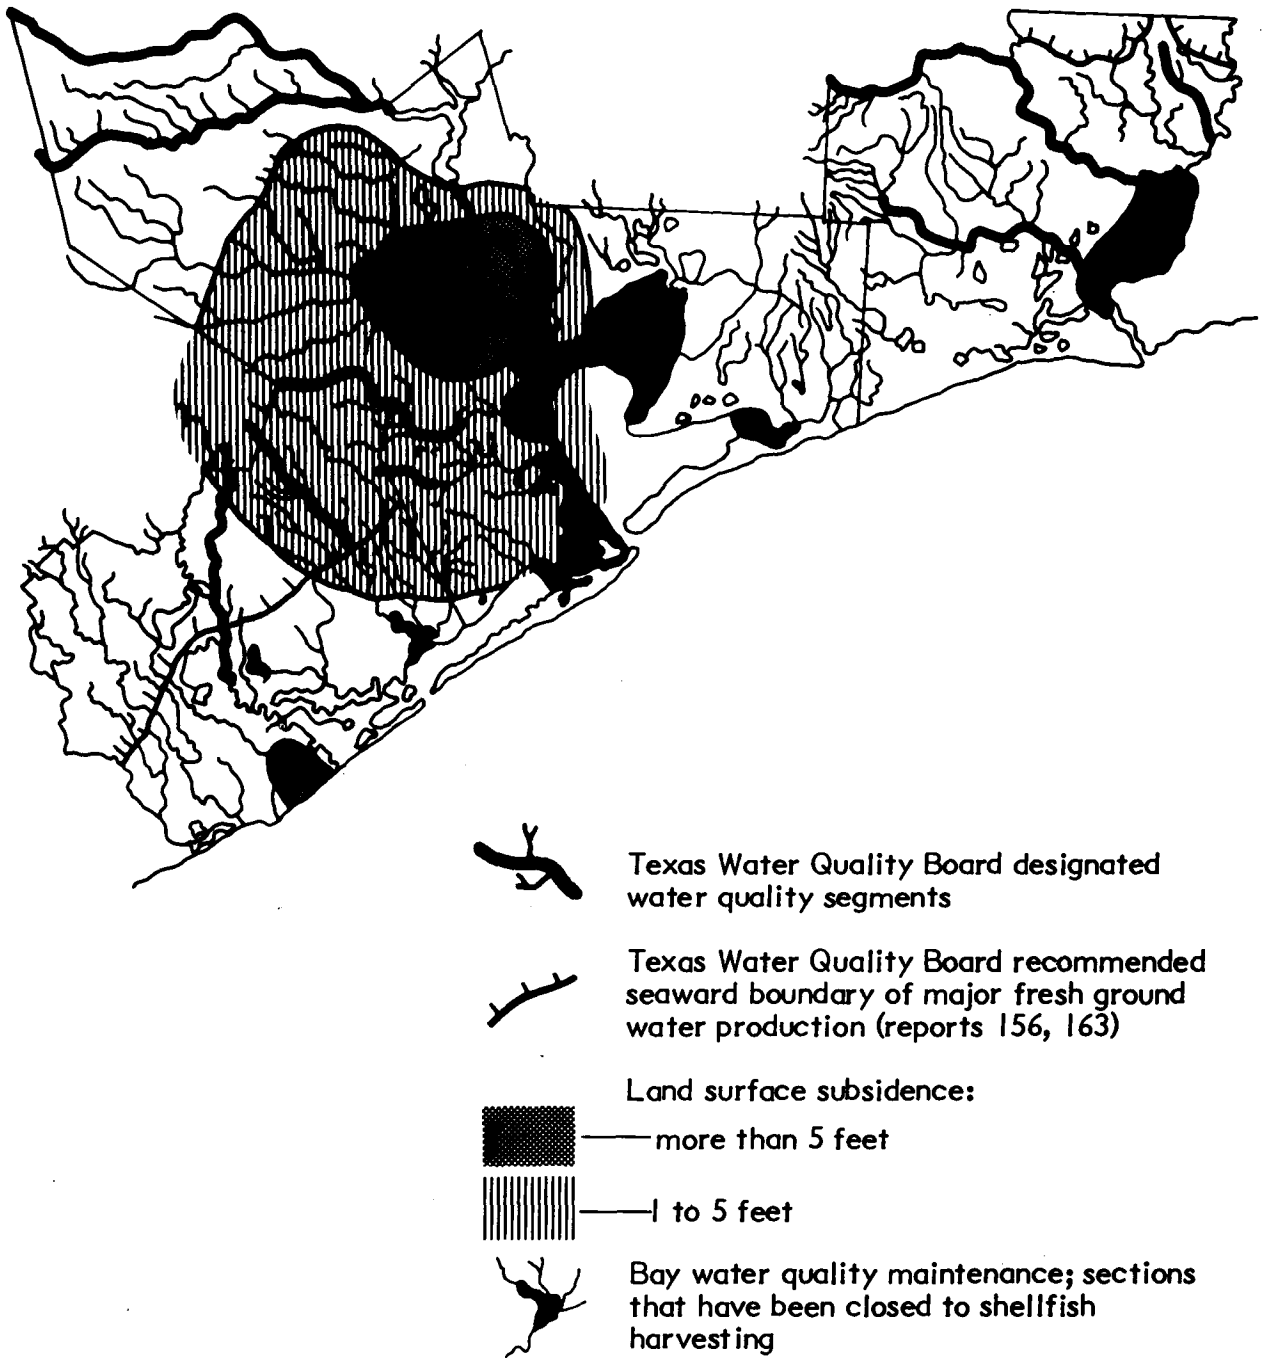 Texas Water Quality Board designated
water quality segments
Texas Water Quality Board recommended
seaward boundary of major fresh ground
water production (reports 156, 163)
Land surface subsidence:
more than 5 feet
1 to 5 feet
Bay water quality maintenance; sections
that have been closed to shellfish
harvesting